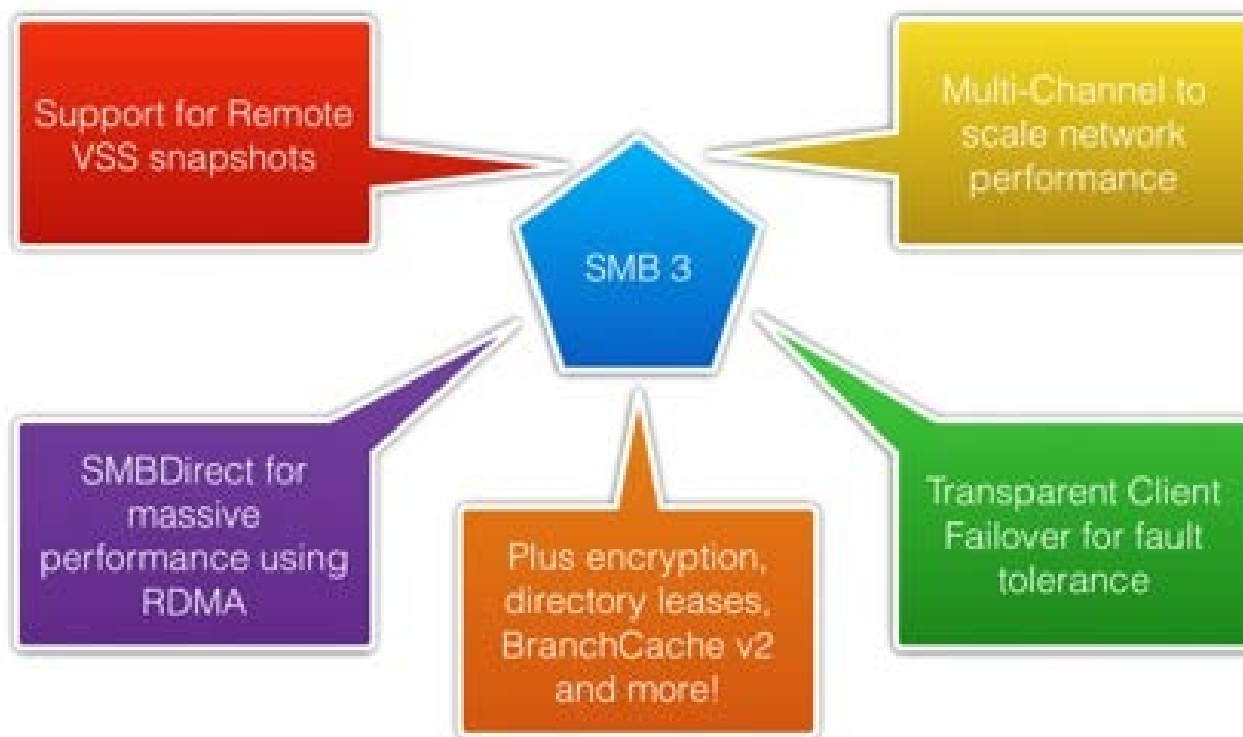 Support for Remote
VSS snapshots
Multi-Channel to
scale network
performance
SMB 3
SMBDirect for
massive
performance using
RDMA
Plus encryption,
directory leases,
BranchCache v2
and more!
Transparent Client
Failover for fault
tolerance